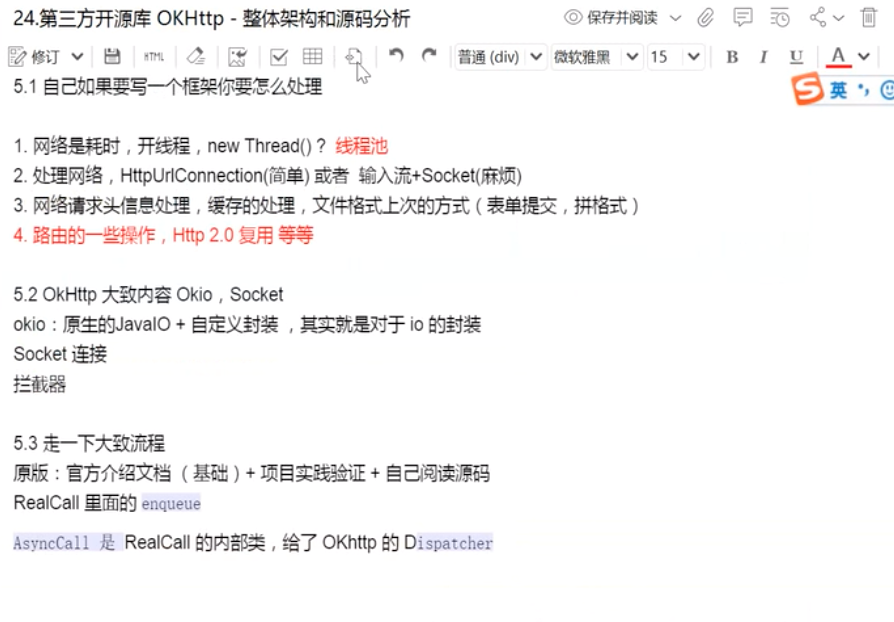 24.第三方开源库 OKHttp - 整体架构和源码分析
保存并阅读
修订
HTML
普通 (div)
微软雅黑
15
B I U A
5.1 自己如果要写一个框架你要怎么处理
英
1. 网络是耗时，开线程，new Thread()？ 线程池
2. 处理网络，HttpUrlConnection(简单) 或者 输入流+Socket(麻烦)
3. 网络请求头信息处理，缓存的处理，文件格式上次的方式（表单提交，拼格式）
4. 路由的一些操作，Http 2.0 复用 等等
5.2 OkHttp 大致内容 Okio，Socket
okio：原生的JavaIO + 自定义封装 ，其实就是对于 io 的封装
Socket 连接
拦截器
5.3 走一下大致流程
原版：官方介绍文档 （基础）+ 项目实践验证 + 自己阅读源码
RealCall 里面的 enqueue
AsyncCall 是 RealCall 的内部类，给了 OKhttp 的 Dispatcher